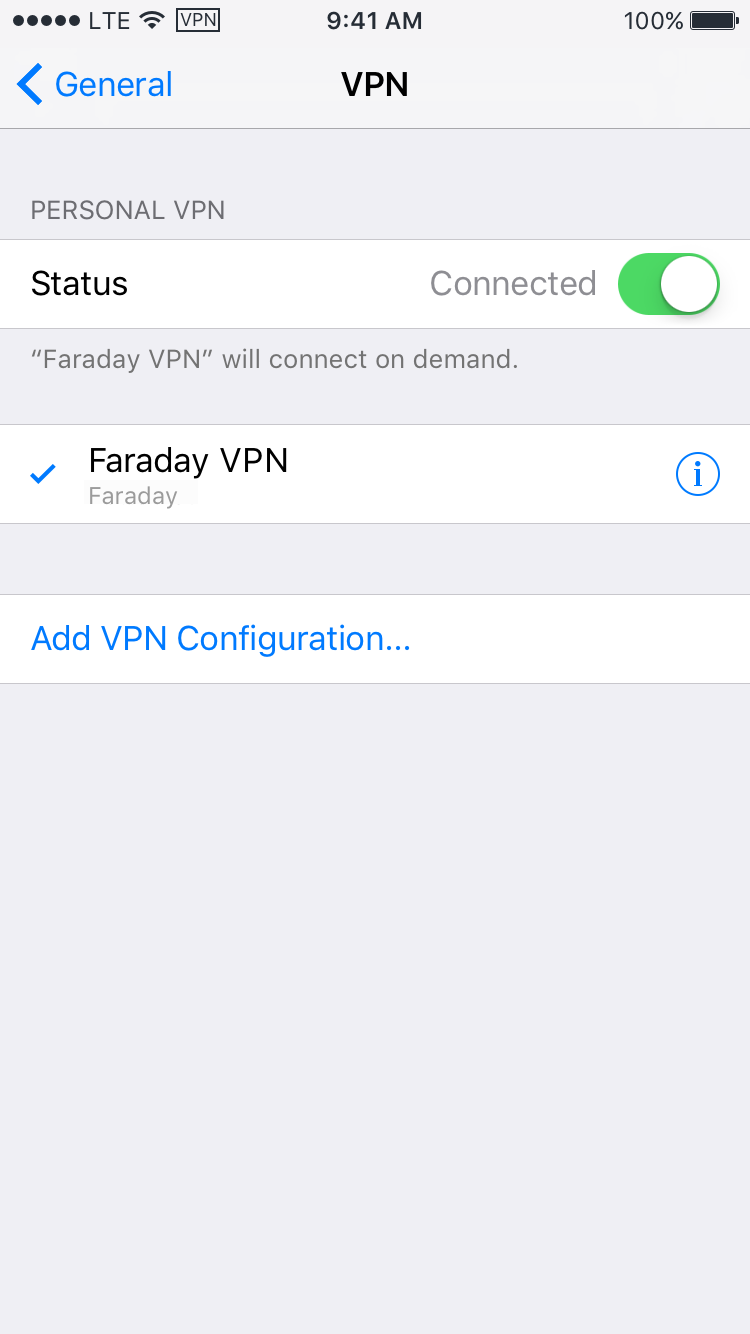 LTE VPN 9:41 AM 100%
General VPN
PERSONAL VPN
Status Connected
“Faraday VPN” will connect on demand.
Faraday VPN
Faraday
Add VPN Configuration...